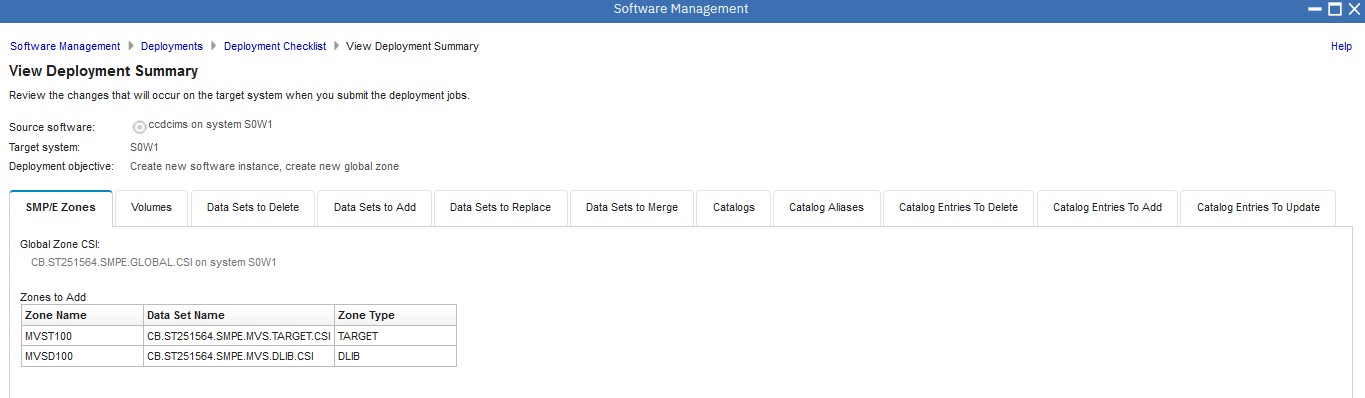 Software Management
Software Management Deployments Deployment Checklist View Deployment Summary Help
View Deployment Summary
Review the changes that will occur on the target system when you submit the deployment jobs.
Source software: ccdcims on system S0W1
Target system: S0W1
Deployment objective: Create new software instance, create new global zone
SMP/E Zones Volumes Data Sets to Delete Data Sets to Add Data Sets to Replace Data Sets to Merge Catalogs Catalog Aliases Catalog Entries To Delete Catalog Entries To Add Catalog Entries To Update
Global Zone CSI:
CB.ST251564.SMPE.GLOBAL.CSI on system S0W1
Zones to Add
Zone Name Data Set Name Zone Type
MVST100 CB.ST251564.SMPE.MVS.TARGET.CSI TARGET
MVSD100 CB.ST251564.SMPE.MVS.DLIB.CSI DLIB